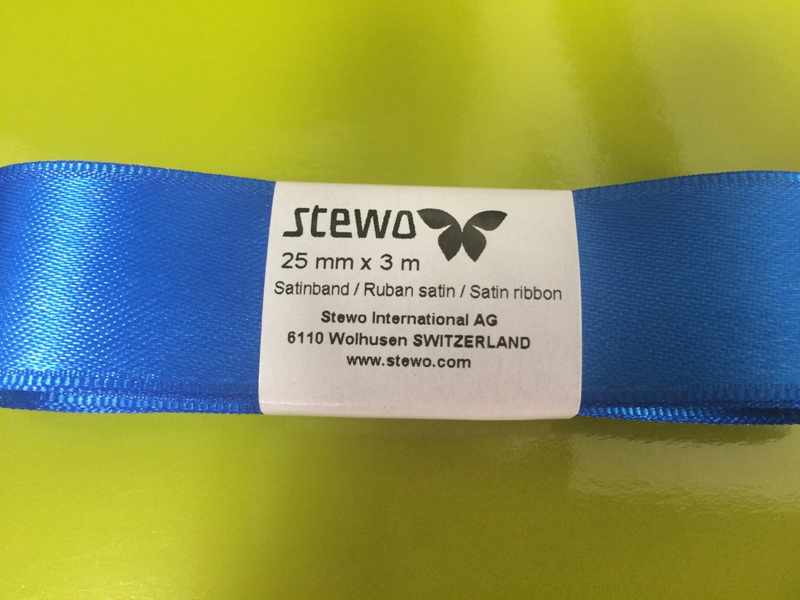 stewo
25 mm x 3 m
Satinband / Ruban satin / Satin ribbon
Stewo International AG
6110 Wolhusen SWITZERLAND
www.stewo.com